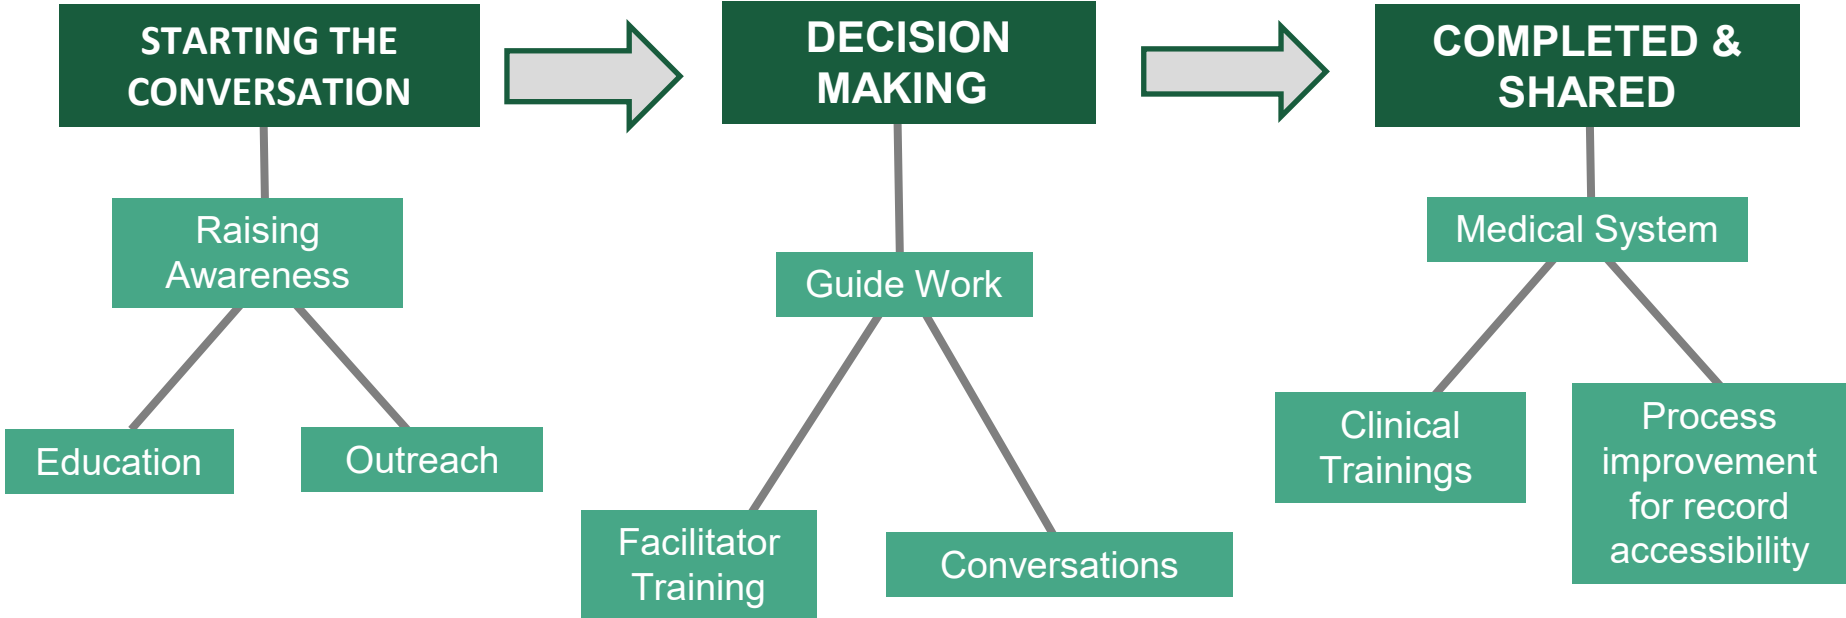 STARTING THE
CONVERSATION
DECISION
MAKING
COMPLETED &
SHARED
Raising
Awareness
Education
Outreach
Guide Work
Facilitator
Training
Conversations
Medical System
Clinical
Trainings
Process
improvement
for record
accessibility